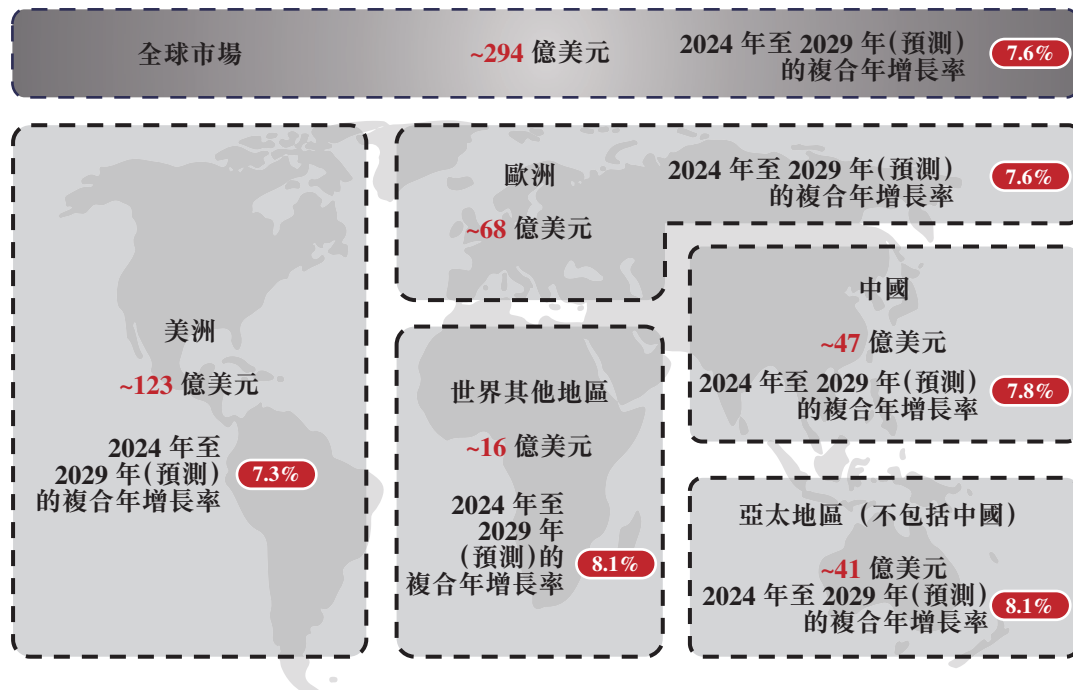 全球市場
~294 億美元
2024 年至 2029 年(預測)
的複合年增長率
7.6%
歐洲
~68 億美元
2024 年至 2029 年(預測)
的複合年增長率
7.6%
美洲
~123 億美元
2024 年至
2029 年(預測)
的複合年增長率
7.3%
世界其他地區
~16 億美元
2024 年至
2029 年
(預測)的
複合年增長率
8.1%
中國
~47 億美元
2024 年至 2029 年(預測)
的複合年增長率
7.8%
亞太地區（不包括中國）
~41 億美元
2024 年至 2029 年(預測)
的複合年增長率
8.1%